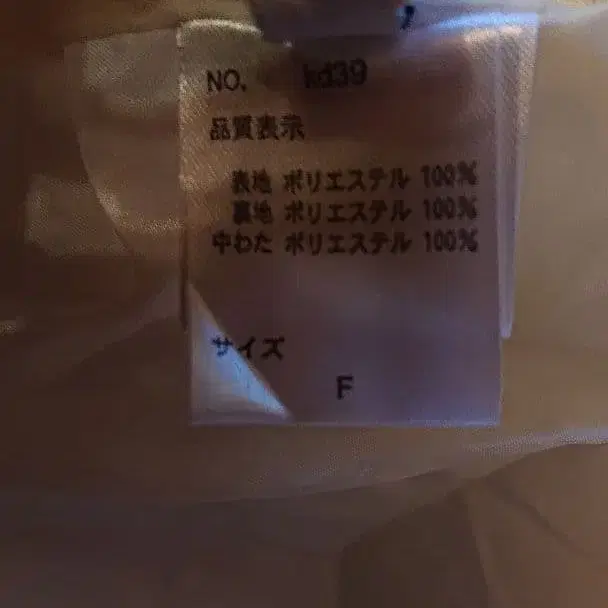 NO. kd39
品質表示
表地 ポリエステル 100%
裏地 ポリエステル 100%
中わた ポリエステル 100%
サイズ
F